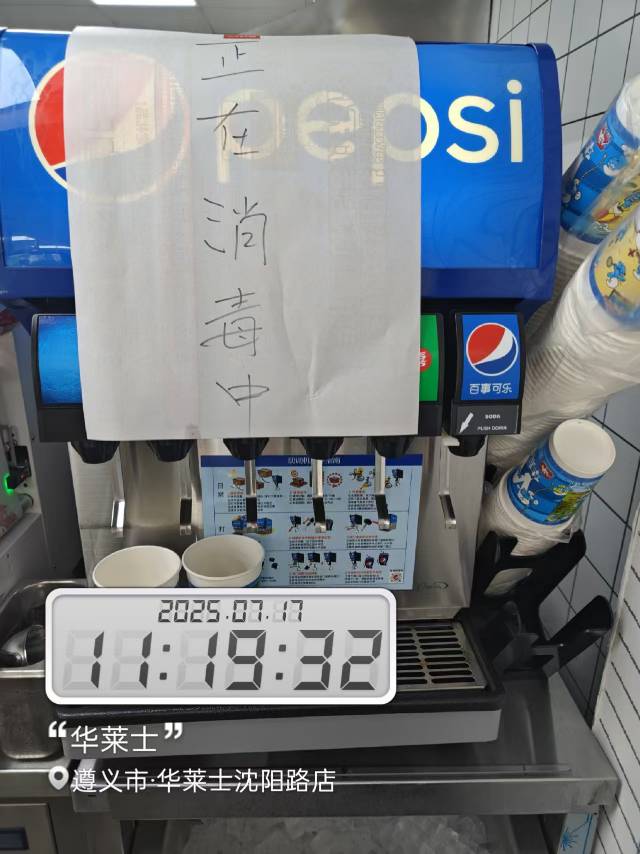 正在消毒中
pepsi
百事可乐
SODA
PUSH DOWN
2025.07.17
11:19:32
“华莱士”
遵义市·华莱士沈阳路店